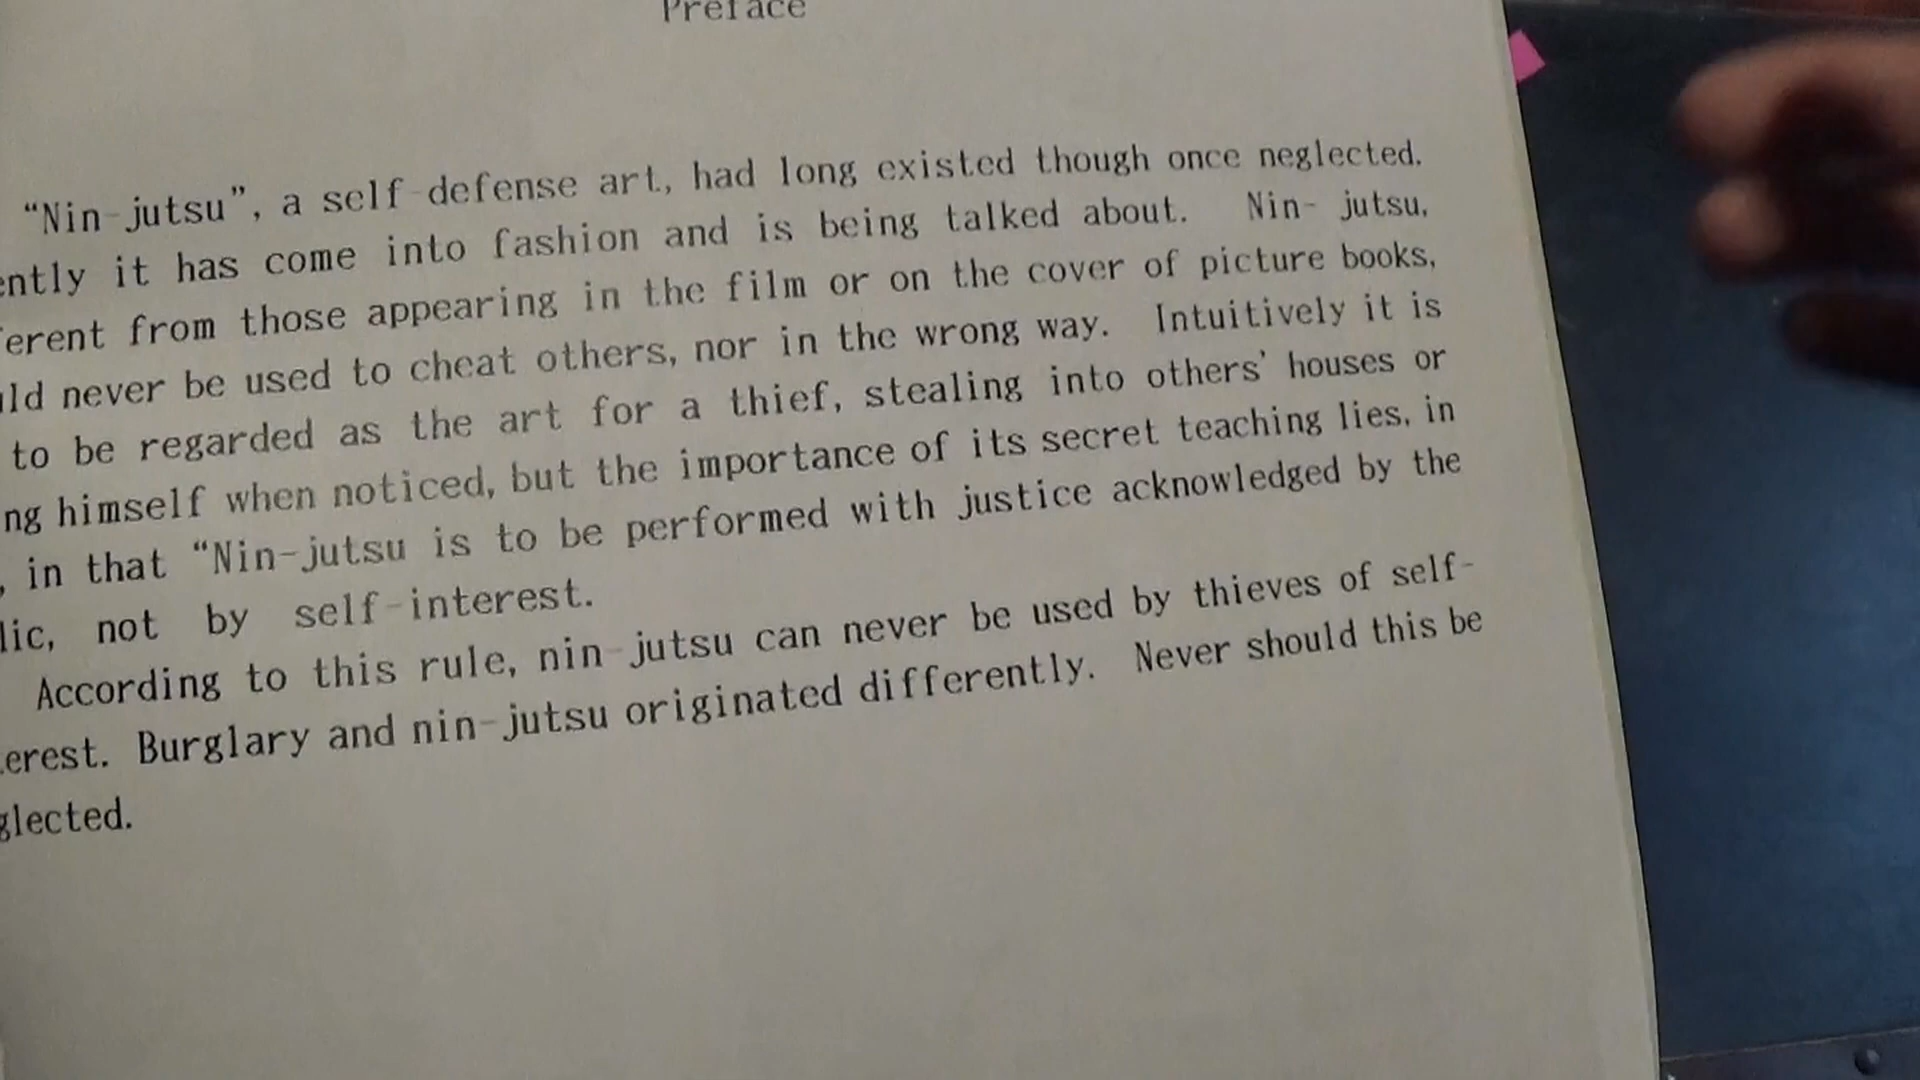 Preface
“Nin-jutsu”, a self-defense art, had long existed though once neglected.
ently it has come into fashion and is being talked about. Nin- jutsu,
erent from those appearing in the film or on the cover of picture books,
ld never be used to cheat others, nor in the wrong way. Intuitively it is
to be regarded as the art for a thief, stealing into others’ houses or
ng himself when noticed, but the importance of its secret teaching lies, in
, in that “Nin-jutsu is to be performed with justice acknowledged by the
lic, not by self-interest.
According to this rule, nin-jutsu can never be used by thieves of self-
erest. Burglary and nin-jutsu originated differently. Never should this be
glected.